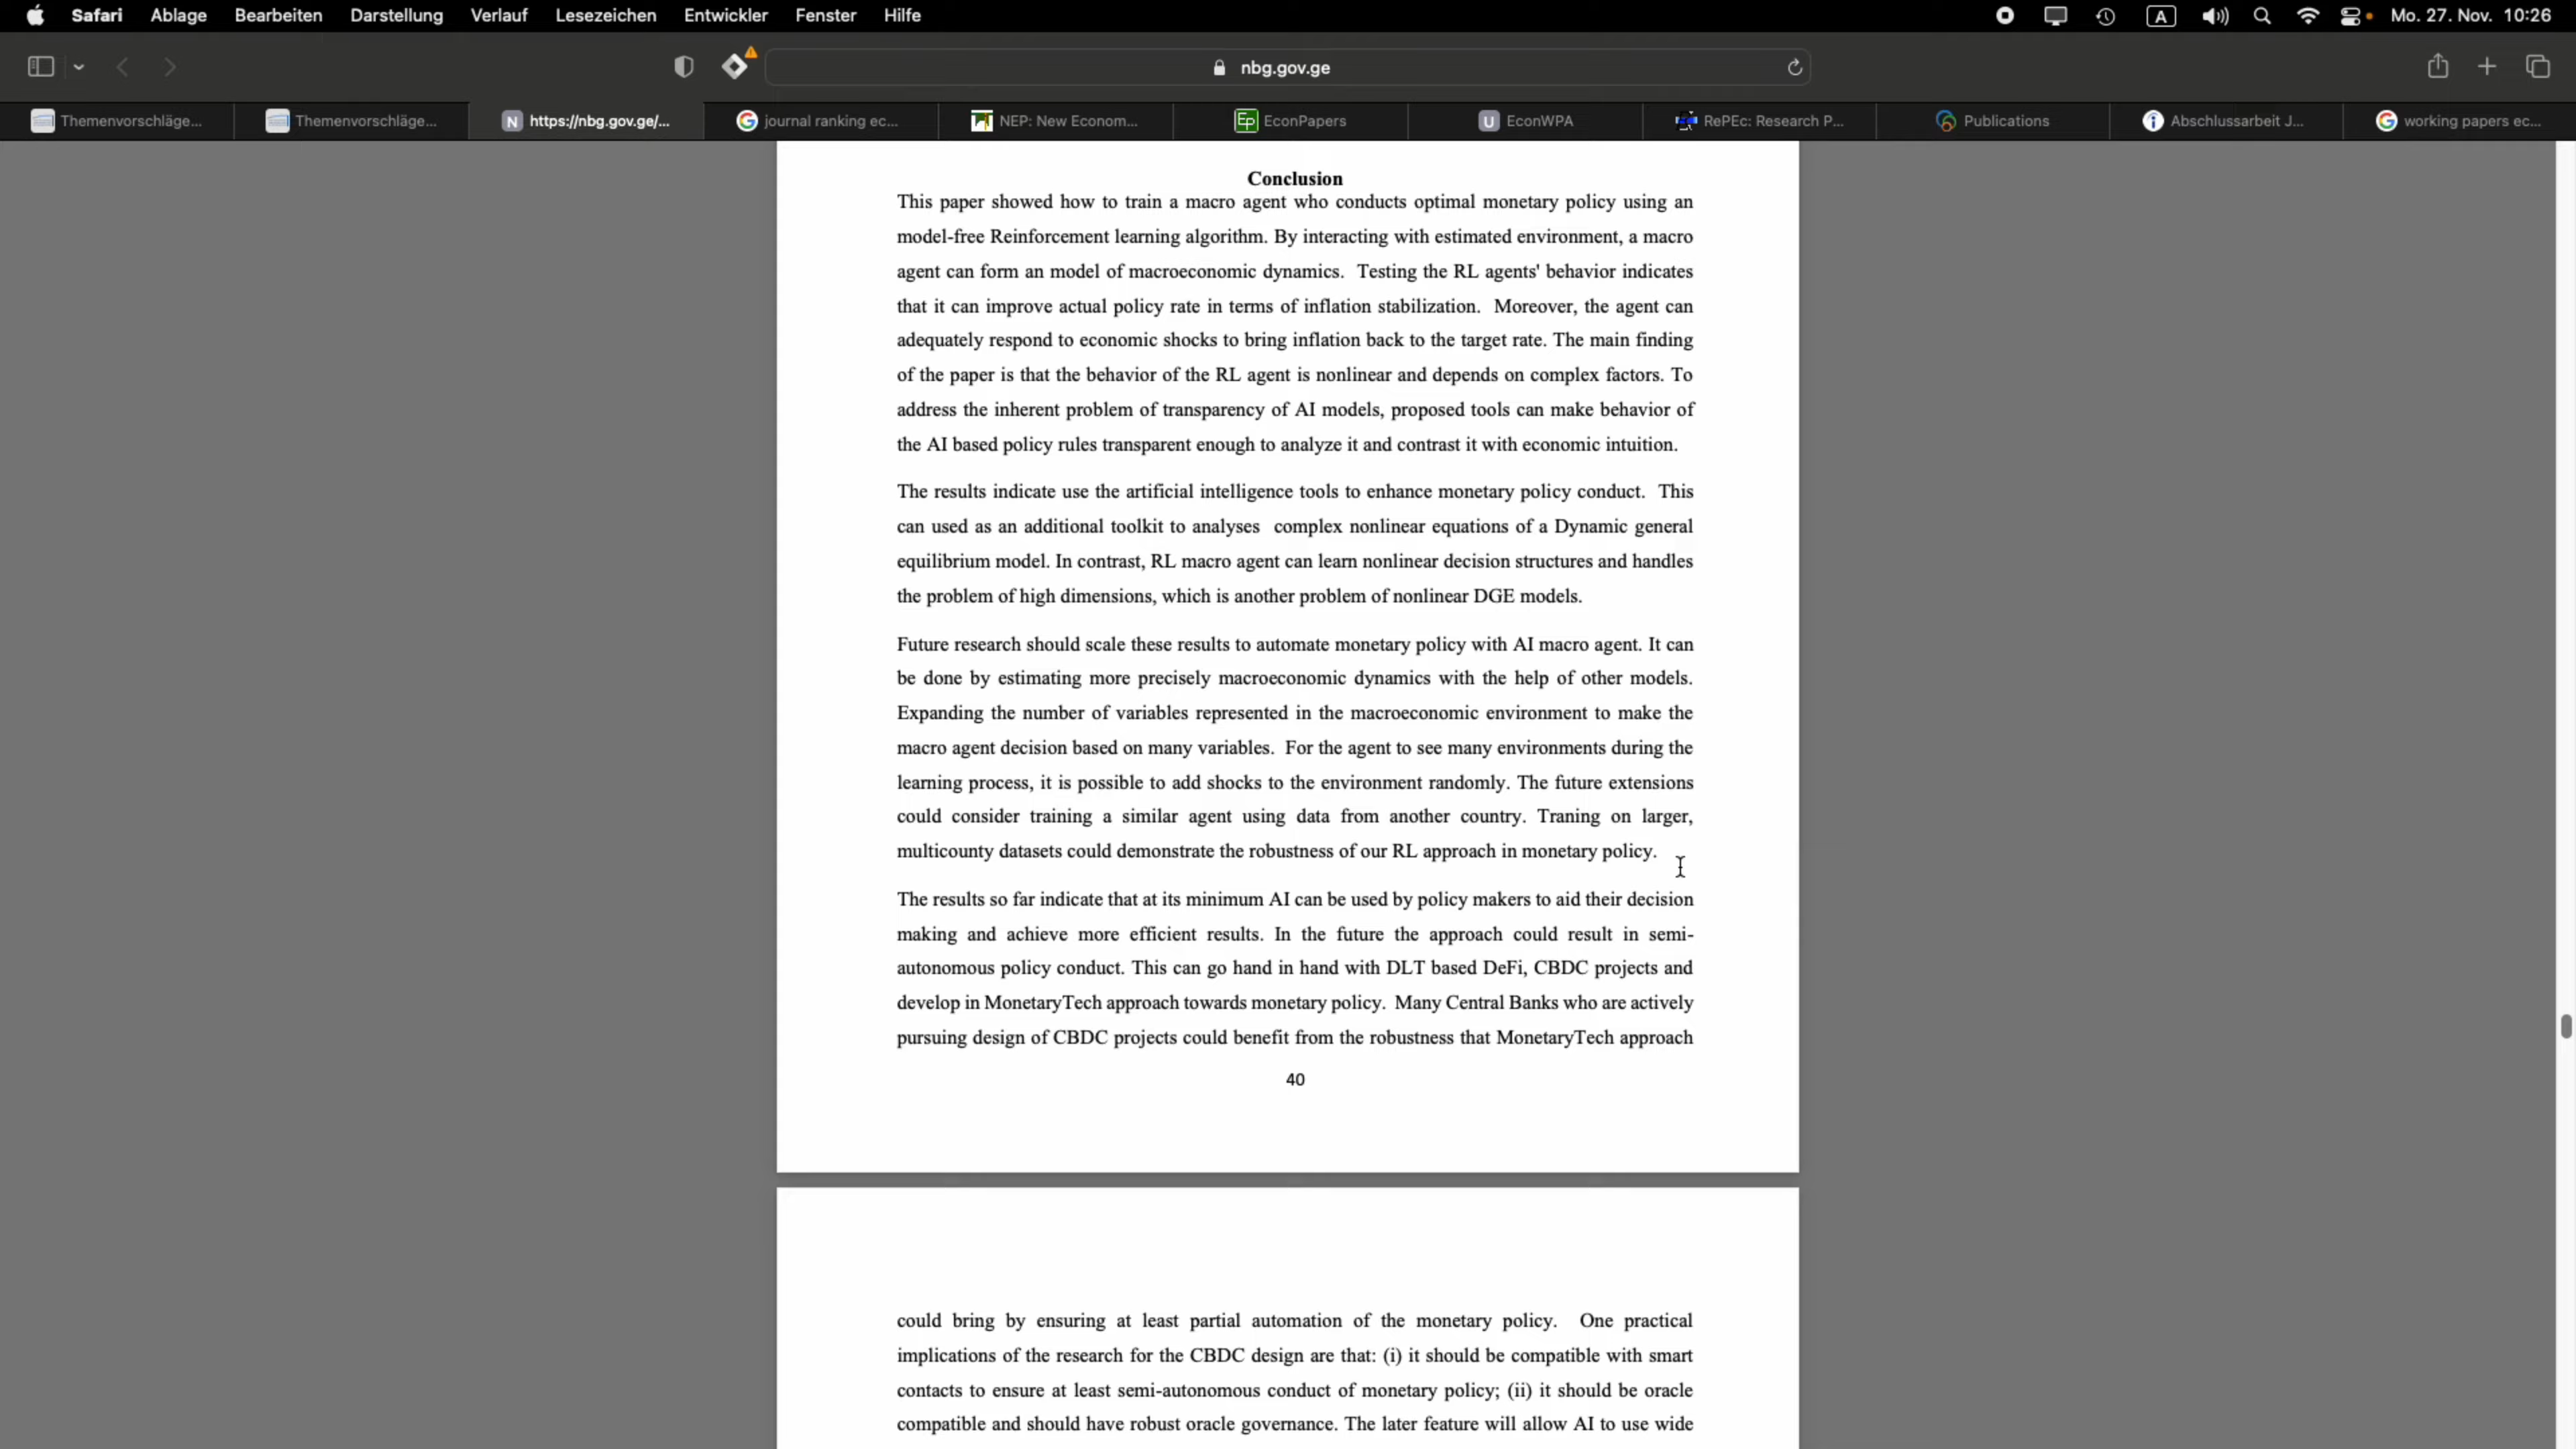 Safari Ablage Bearbeiten Darstellung Verlauf Lesezeichen Entwickler Fenster Hilfe A Mo. 27. Nov. 10:26
nbg.gov.ge
Themenvorschläge... Themenvorschläge... N https://nbg.gov.ge/... journal ranking ec... NEP: New Econom... Ep EconPapers U EconWPA RePEc: Research P... Publications Abschlussarbeit J... working papers ec...
Conclusion
This paper showed how to train a macro agent who conducts optimal monetary policy using an
model-free Reinforcement learning algorithm. By interacting with estimated environment, a macro
agent can form an model of macroeconomic dynamics. Testing the RL agents' behavior indicates
that it can improve actual policy rate in terms of inflation stabilization. Moreover, the agent can
adequately respond to economic shocks to bring inflation back to the target rate. The main finding
of the paper is that the behavior of the RL agent is nonlinear and depends on complex factors. To
address the inherent problem of transparency of AI models, proposed tools can make behavior of
the AI based policy rules transparent enough to analyze it and contrast it with economic intuition.
The results indicate use the artificial intelligence tools to enhance monetary policy conduct. This
can used as an additional toolkit to analyses complex nonlinear equations of a Dynamic general
equilibrium model. In contrast, RL macro agent can learn nonlinear decision structures and handles
the problem of high dimensions, which is another problem of nonlinear DGE models.
Future research should scale these results to automate monetary policy with AI macro agent. It can
be done by estimating more precisely macroeconomic dynamics with the help of other models.
Expanding the number of variables represented in the macroeconomic environment to make the
macro agent decision based on many variables. For the agent to see many environments during the
learning process, it is possible to add shocks to the environment randomly. The future extensions
could consider training a similar agent using data from another country. Traning on larger,
multicounty datasets could demonstrate the robustness of our RL approach in monetary policy.
The results so far indicate that at its minimum AI can be used by policy makers to aid their decision
making and achieve more efficient results. In the future the approach could result in semi-
autonomous policy conduct. This can go hand in hand with DLT based DeFi, CBDC projects and
develop in MonetaryTech approach towards monetary policy. Many Central Banks who are actively
pursuing design of CBDC projects could benefit from the robustness that MonetaryTech approach
40
could bring by ensuring at least partial automation of the monetary policy. One practical
implications of the research for the CBDC design are that: (i) it should be compatible with smart
contacts to ensure at least semi-autonomous conduct of monetary policy; (ii) it should be oracle
compatible and should have robust oracle governance. The later feature will allow AI to use wide